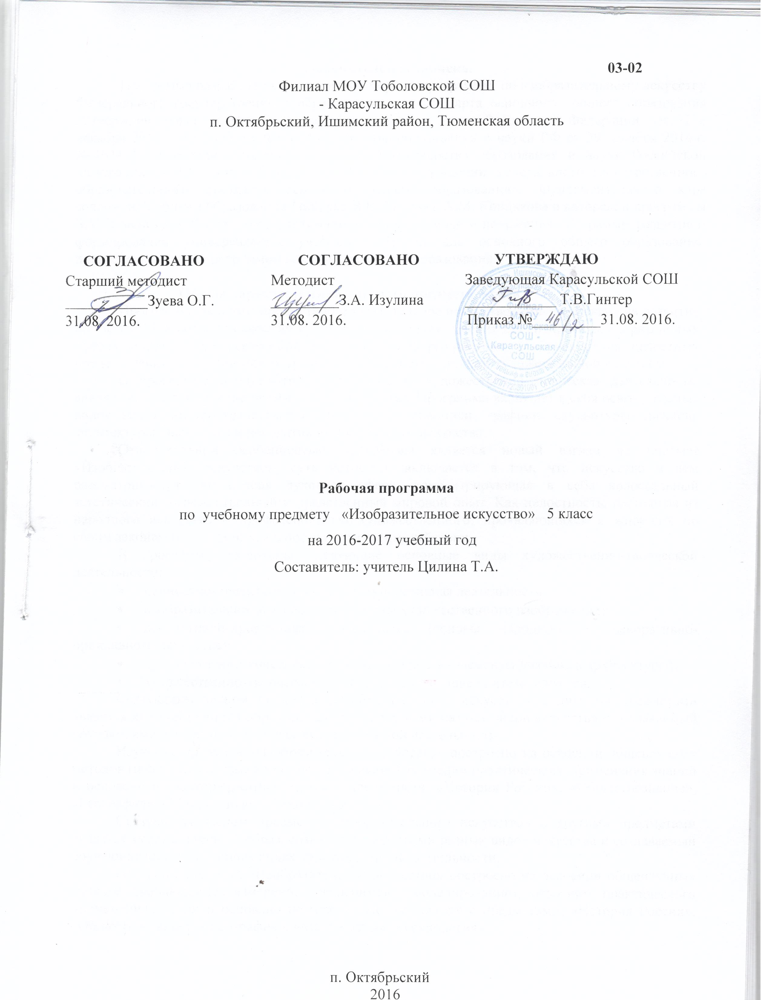 03-02
Филиал МОУ Тоболовской СОШ
- Карасульская СОШ
п. Октябрьский, Ишимский район, Тюменская область
СОГЛАСОВАНО
Старший методист
___________Зуева О.Г.
31.08. 2016.
СОГЛАСОВАНО
Методист
_________З.А. Изулина
31.08. 2016.
УТВЕРЖДАЮ
Заведующая Карасульской СОШ
____________ Т.В.Гинтер
Приказ № 46/2 31.08. 2016.
Филиал
МАОУ
Тоболовская
СОШ -
Карасульская
СОШ
Рабочая программа
по учебному предмету «Изобразительное искусство» 5 класс
на 2016-2017 учебный год
Составитель: учитель Цилина Т.А.
п. Октябрьский
2016